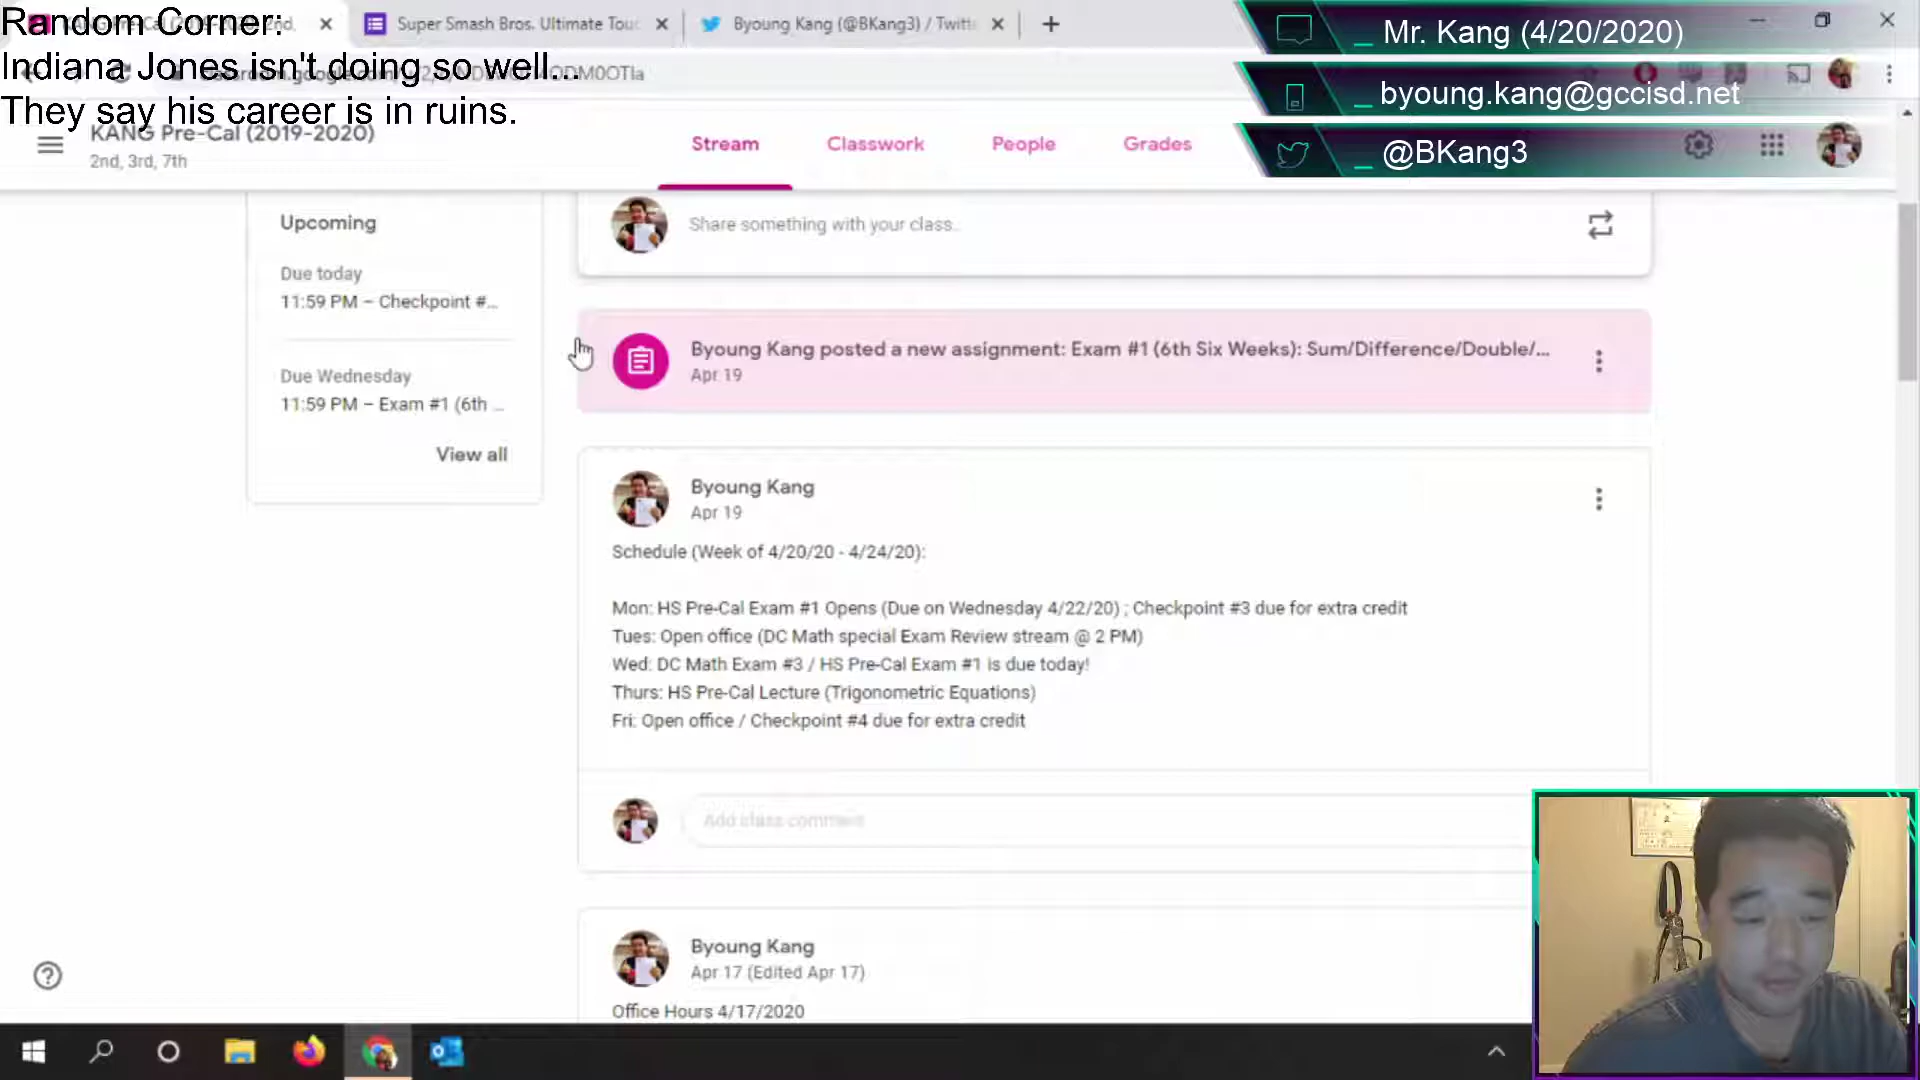 Random Corner:
Indiana Jones isn't doing so well...
They say his career is in ruins.
Super Smash Bros. Ultimate Tou
Byoung Kang (@BKang3) / Twitt
Mr. Kang (4/20/2020)
byoung.kang@gccisd.net
@BKang3
KANG Pre-Cal (2019-2020)
2nd, 3rd, 7th
Stream
Classwork
People
Grades
Upcoming
Due today
11:59 PM – Checkpoint #...
Due Wednesday
11:59 PM – Exam #1 (6th ...
View all
Share something with your class...
Byoung Kang posted a new assignment: Exam #1 (6th Six Weeks): Sum/Difference/Double/...
Apr 19
Byoung Kang
Apr 19
Schedule (Week of 4/20/20 - 4/24/20):
Mon: HS Pre-Cal Exam #1 Opens (Due on Wednesday 4/22/20) ; Checkpoint #3 due for extra credit
Tues: Open office (DC Math special Exam Review stream @ 2 PM)
Wed: DC Math Exam #3 / HS Pre-Cal Exam #1 is due today!
Thurs: HS Pre-Cal Lecture (Trigonometric Equations)
Fri: Open office / Checkpoint #4 due for extra credit
Add class comment
Byoung Kang
Apr 17 (Edited Apr 17)
Office Hours 4/17/2020